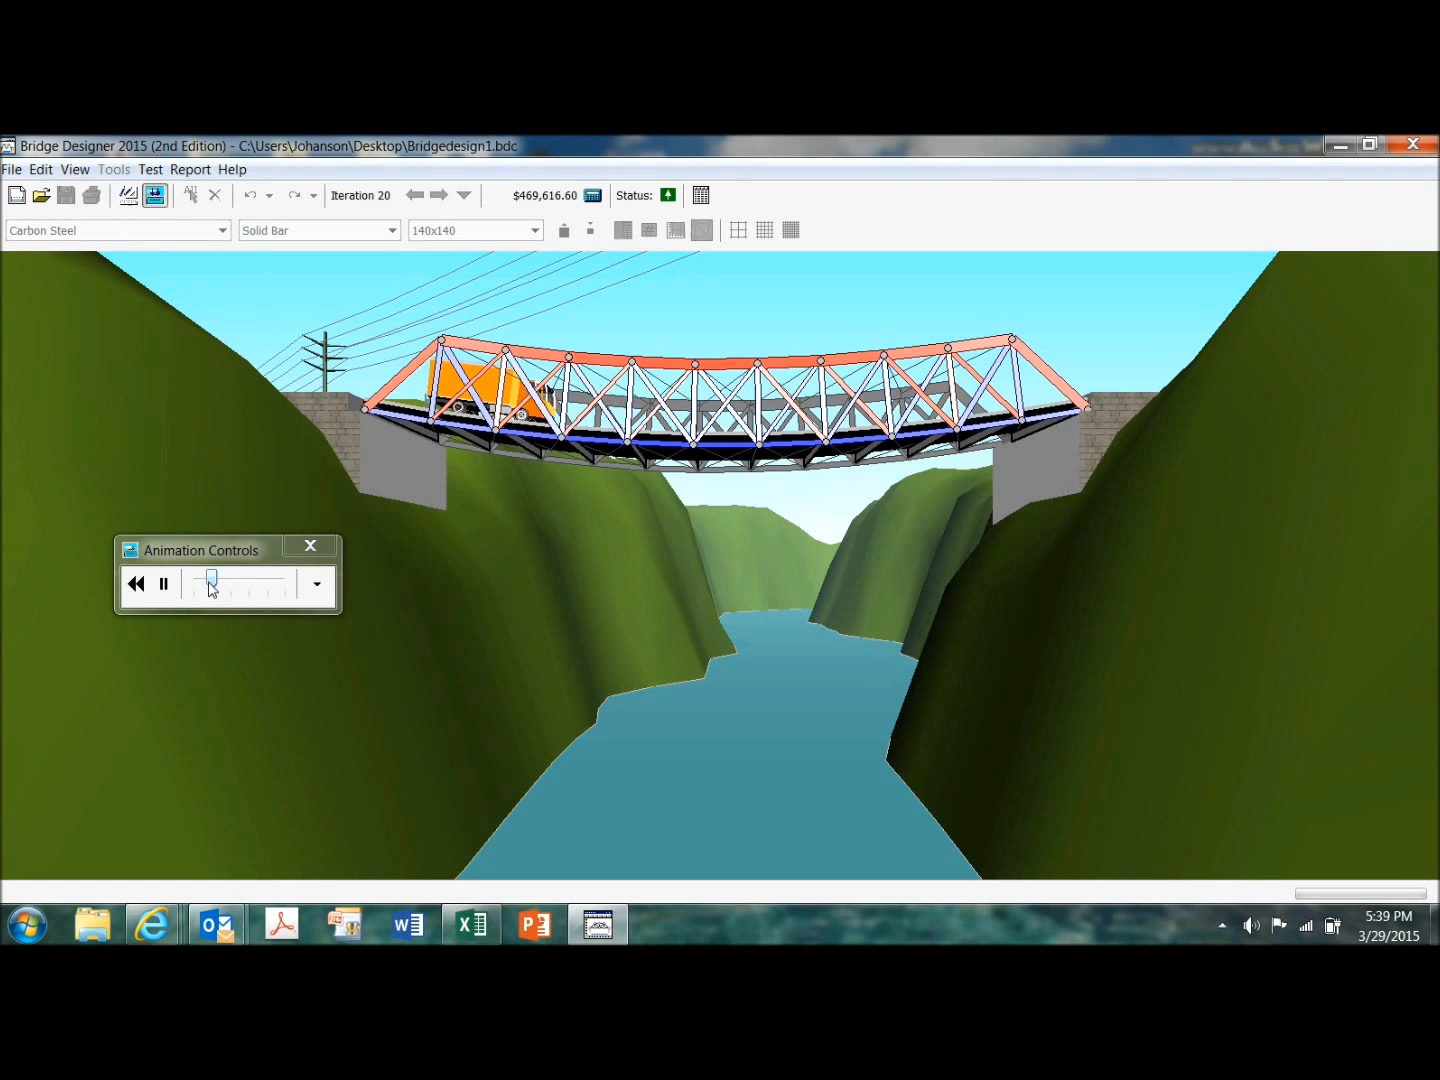 Bridge Designer 2015 (2nd Edition) - C:\Users\Johanson\Desktop\Bridgedesign1.bdc
File Edit View Tools Test Report Help
Iteration 20 $469,616.60 Status:
Carbon Steel Solid Bar 140x140
Animation Controls
5:39 PM
3/29/2015